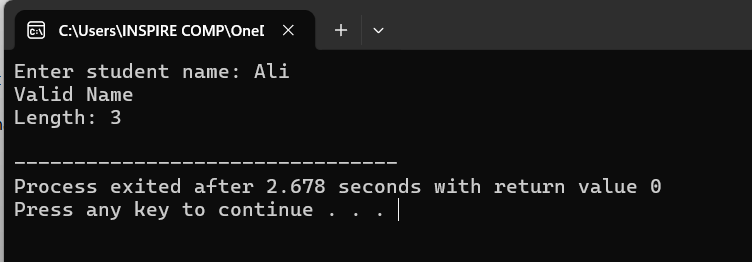 C:\Users\INSPIRE COMP\OneD
Enter student name: Ali
Valid Name
Length: 3
--------------------------------
Process exited after 2.678 seconds with return value 0
Press any key to continue . . .